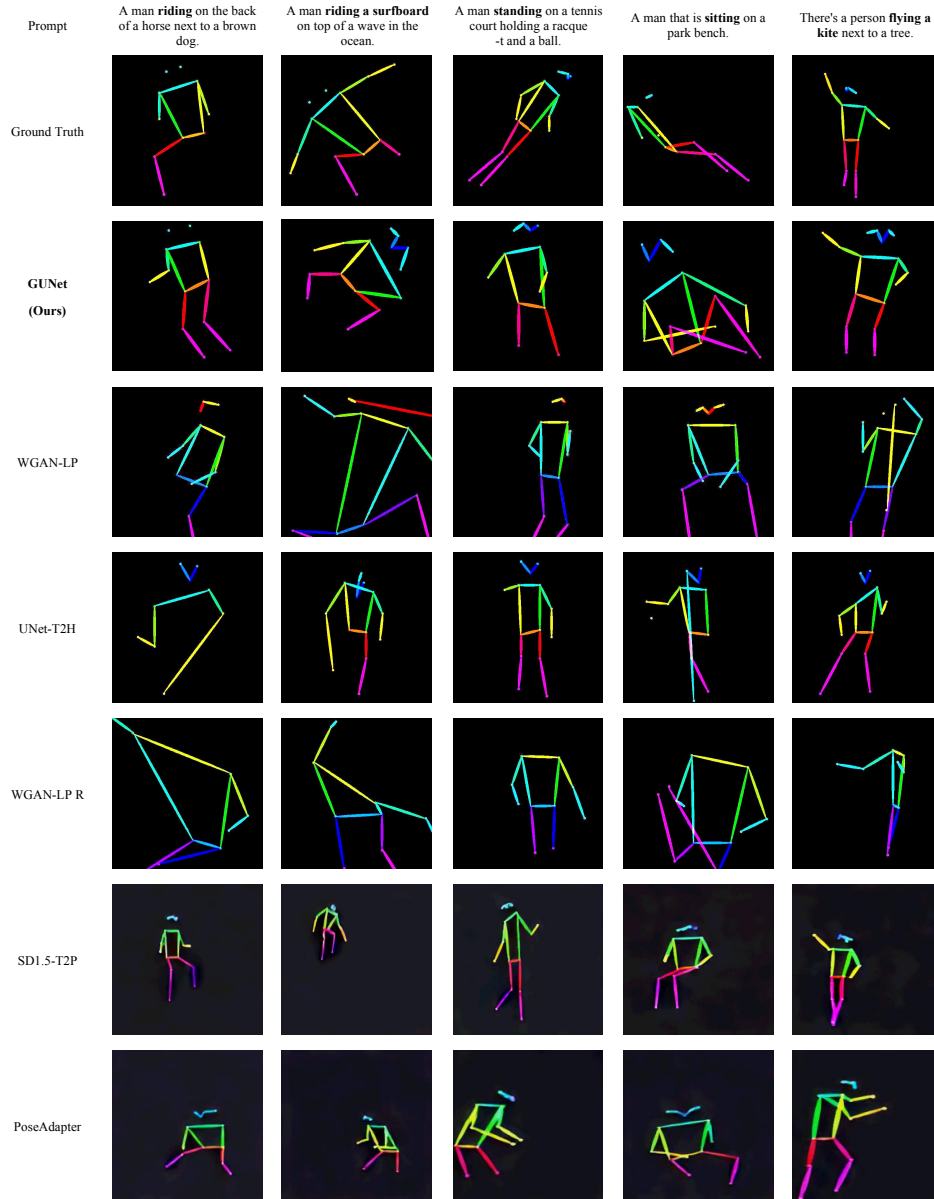 Prompt
A man riding on the back
of a horse next to a brown
dog.
A man riding a surfboard
on top of a wave in the
ocean.
A man standing on a tennis
court holding a racque
-t and a ball.
A man that is sitting on a
park bench.
There's a person flying a
kite next to a tree.
Ground Truth
GUNet
(Ours)
WGAN-LP
UNet-T2H
WGAN-LP R
SD1.5-T2P
PoseAdapter